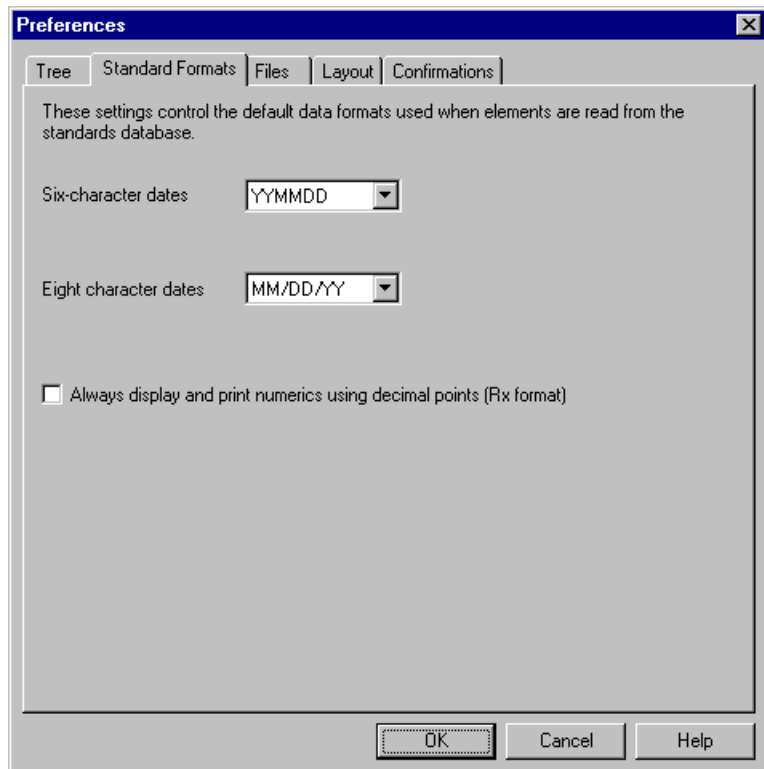 Preferences
Tree Standard Formats Files Layout Confirmations
These settings control the default data formats used when elements are read from the
standards database.
Six-character dates YYMMDD
Eight character dates MM/DD/YY
Always display and print numerics using decimal points (Rx format)
OK Cancel Help